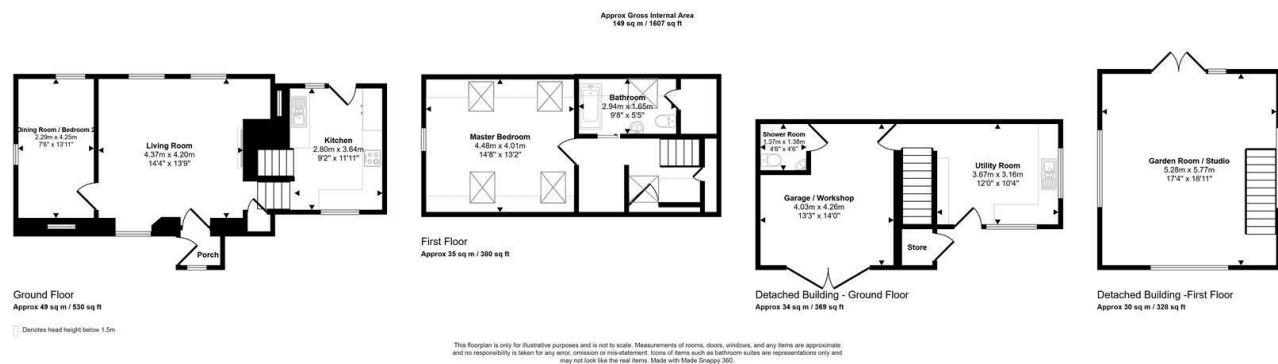 Approx Gross Internal Area
149 sq m / 1607 sq ft
Dining Room / Bedroom 2
2.29m x 4.25m
7'6" x 13'11"
Living Room
4.37m x 4.20m
14'4" x 13'9"
Kitchen
2.80m x 3.64m
9'2" x 11'11"
Porch
Ground Floor
Approx 49 sq m / 530 sq ft
Denotes head height below 1.5m
Master Bedroom
4.48m x 4.01m
14'8" x 13'2"
Bathroom
2.94m x 1.65m
9'8" x 5'5"
First Floor
Approx 35 sq m / 380 sq ft
Shower Room
1.37m x 1.38m
4'6" x 4'6"
Garage / Workshop
4.03m x 4.26m
13'3" x 14'0"
Utility Room
3.67m x 3.16m
12'0" x 10'4"
Store
Detached Building - Ground Floor
Approx 34 sq m / 369 sq ft
Garden Room / Studio
5.28m x 5.77m
17'4" x 18'11"
Detached Building -First Floor
Approx 30 sq m / 328 sq ft
This floorplan is only for illustrative purposes and is not to scale. Measurements of rooms, doors, windows, and any items are approximate
and no responsibility is taken for any error, omission or mis-statement. Icons of items such as bathroom suites are representations only and
may not look like the real items. Made with Made Snappy 360.